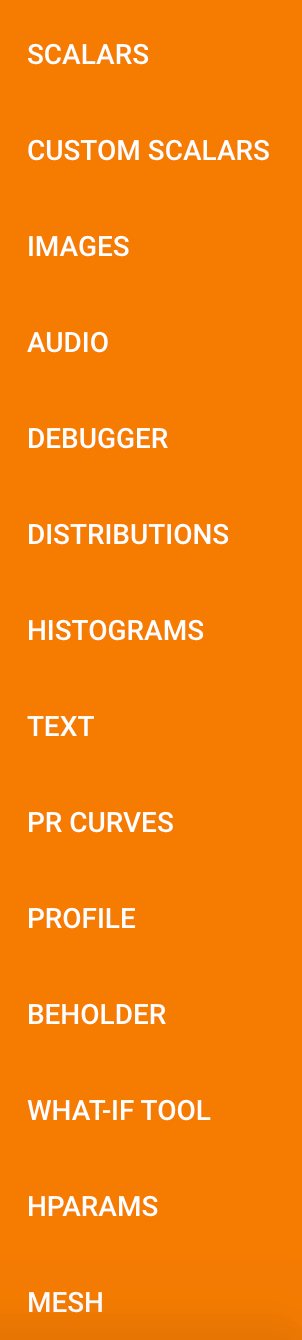 SCALARS
CUSTOM SCALARS
IMAGES
AUDIO
DEBUGGER
DISTRIBUTIONS
HISTOGRAMS
TEXT
PR CURVES
PROFILE
BEHOLDER
WHAT-IF TOOL
HPARAMS
MESH